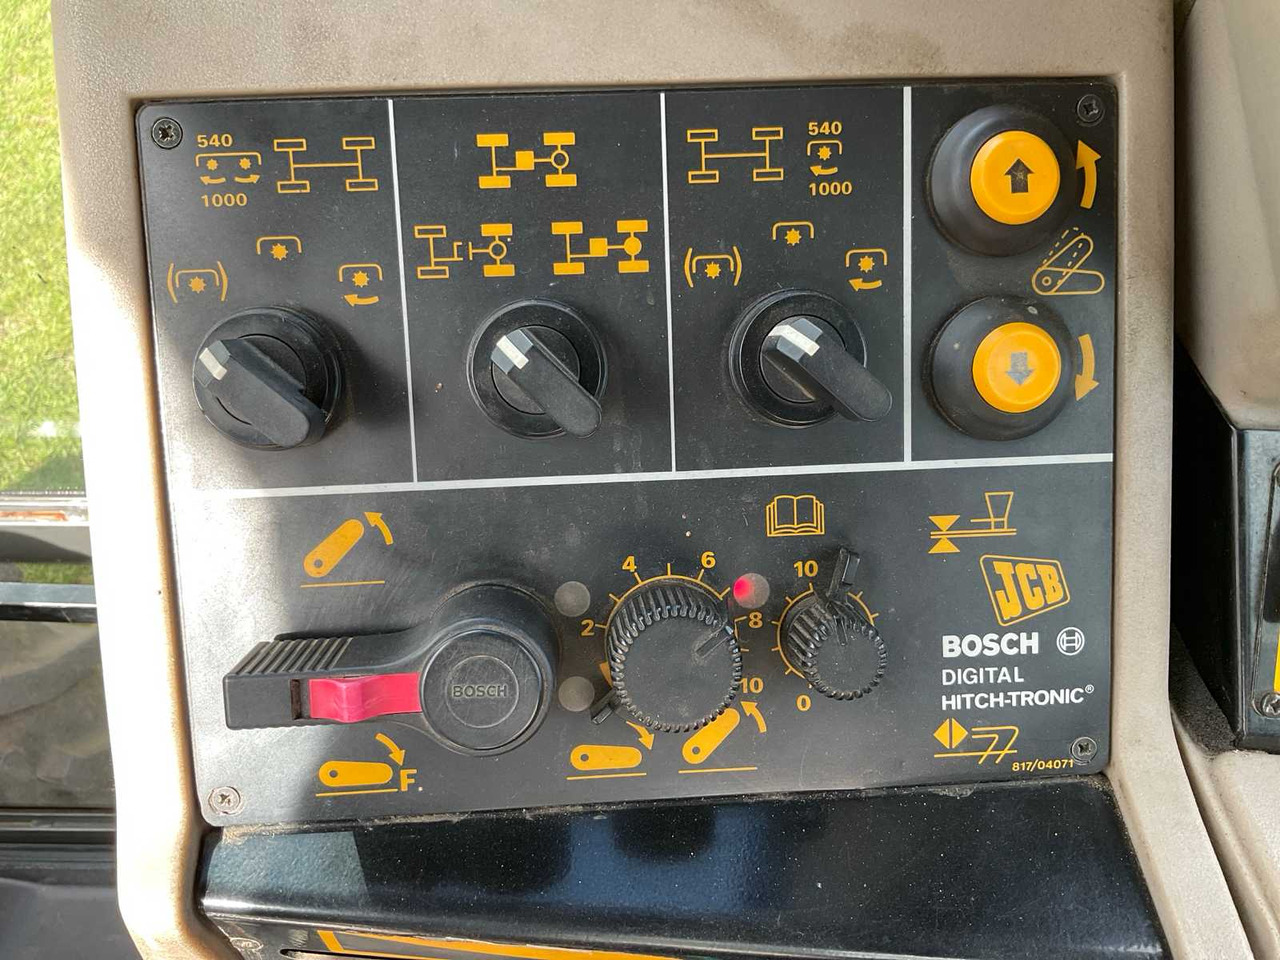 540
1000
540
1000
4
6
2
8
10
10
0
F
BOSCH
JCB
BOSCH
DIGITAL
HITCH-TRONIC®
817/04071